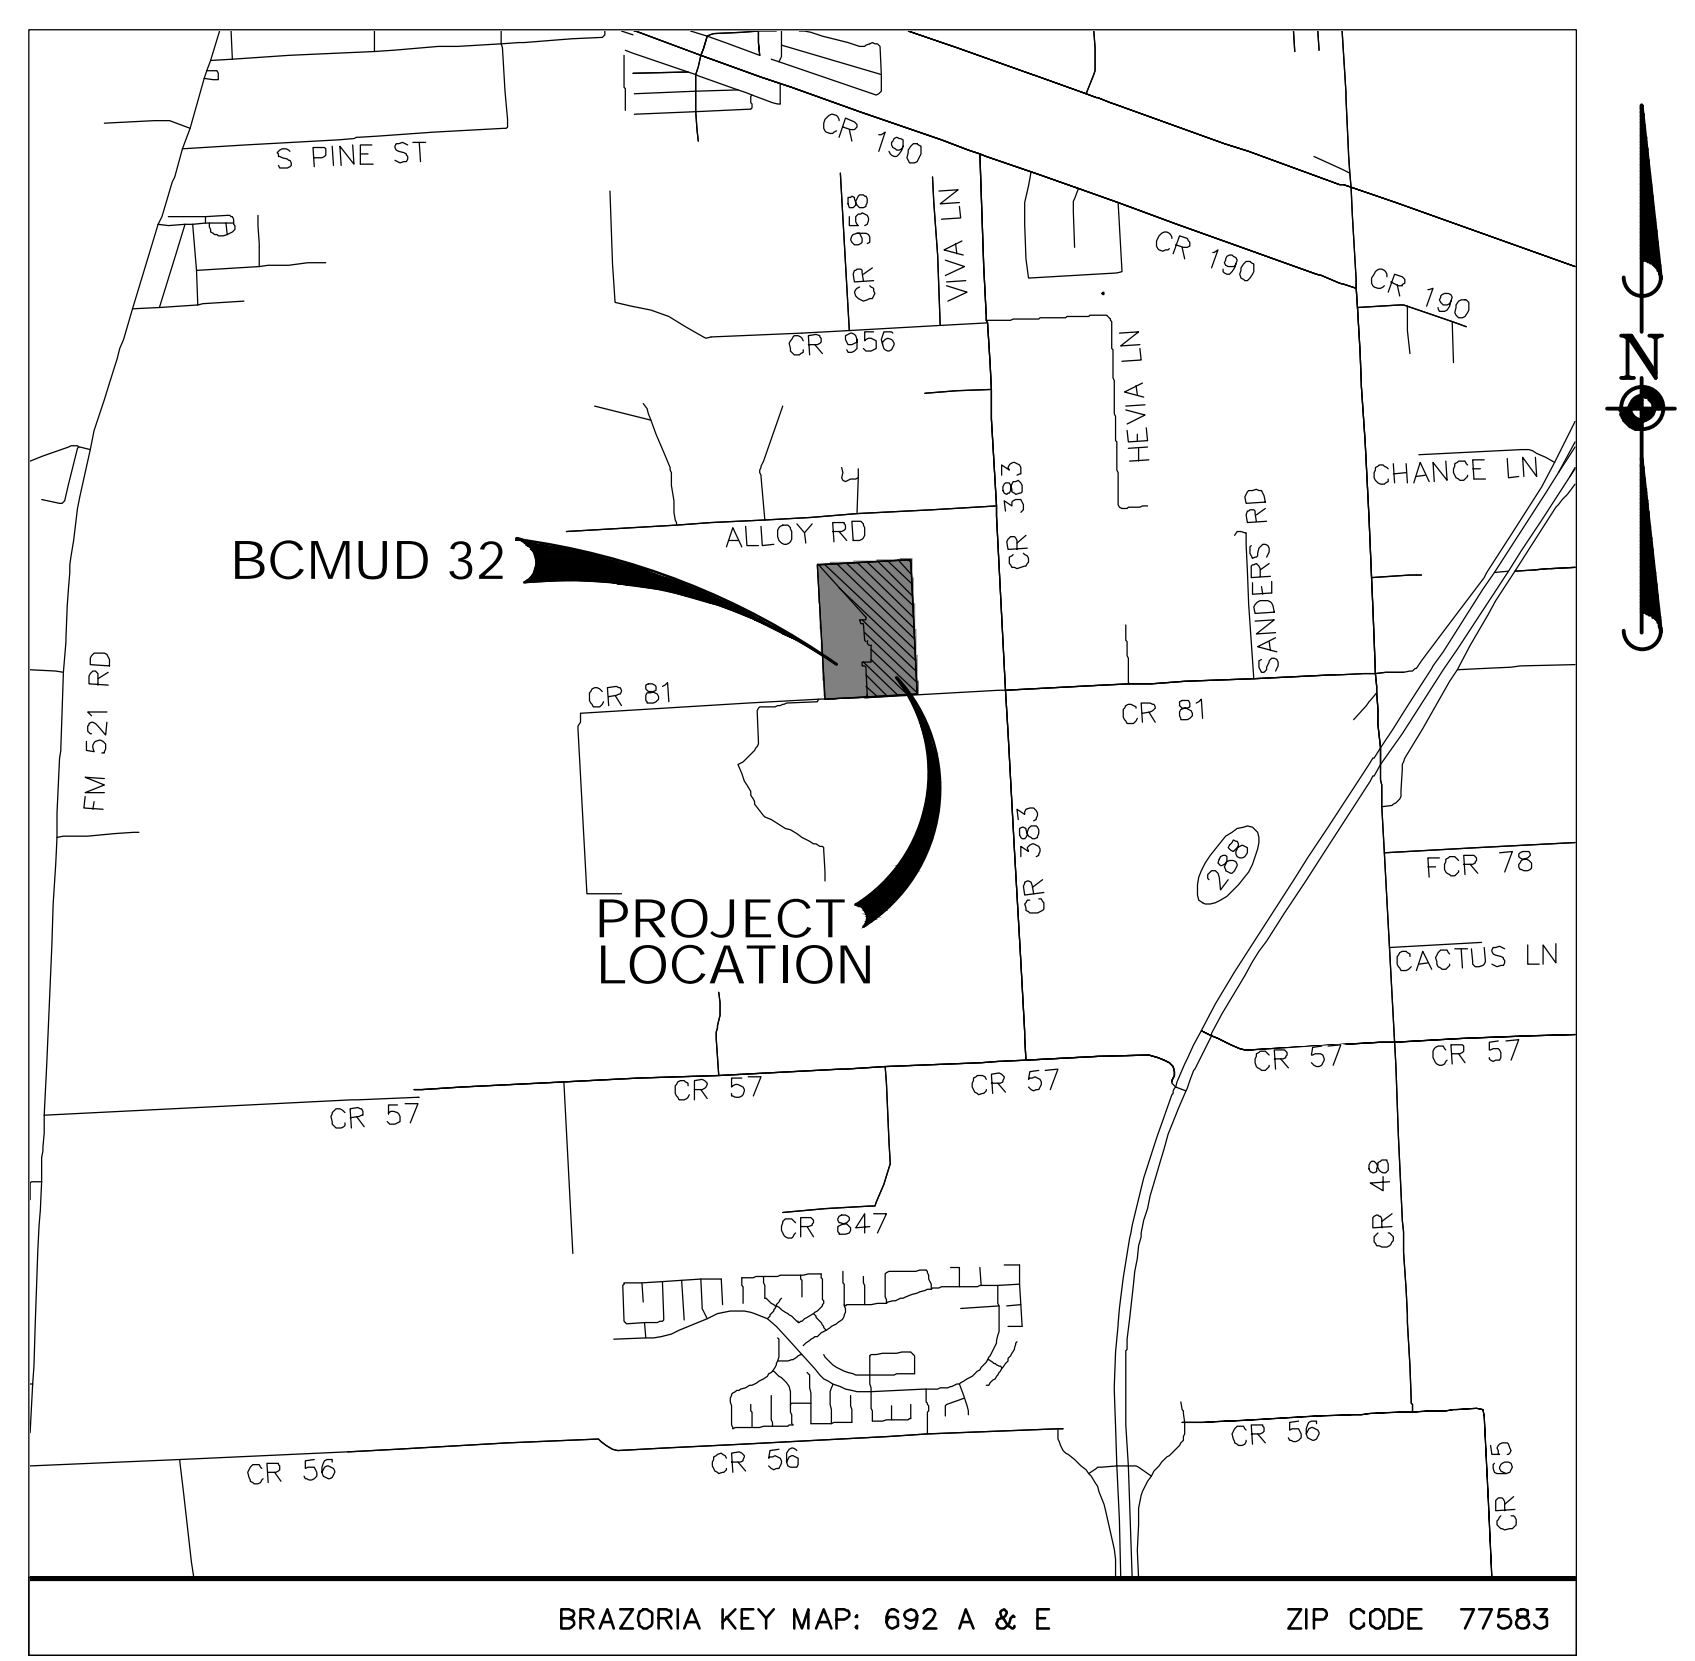 CR 190
S PINE ST
CR 958
VIVA LN
CR 190
CR 190
CR 956
HEVIA LN
N
CR 383
CHANCE LN
SANDERS RD
ALLOY RD
BCMUD 32
FM 521 RD
CR 81
CR 81
CR 383
288
FCR 78
PROJECT
LOCATION
CACTUS LN
CR 57
CR 57
CR 57
CR 57
CR 57
CR 48
CR 847
CR 56
CR 56
CR 56
CR 65
BRAZORIA KEY MAP: 692 A & E
ZIP CODE 77583